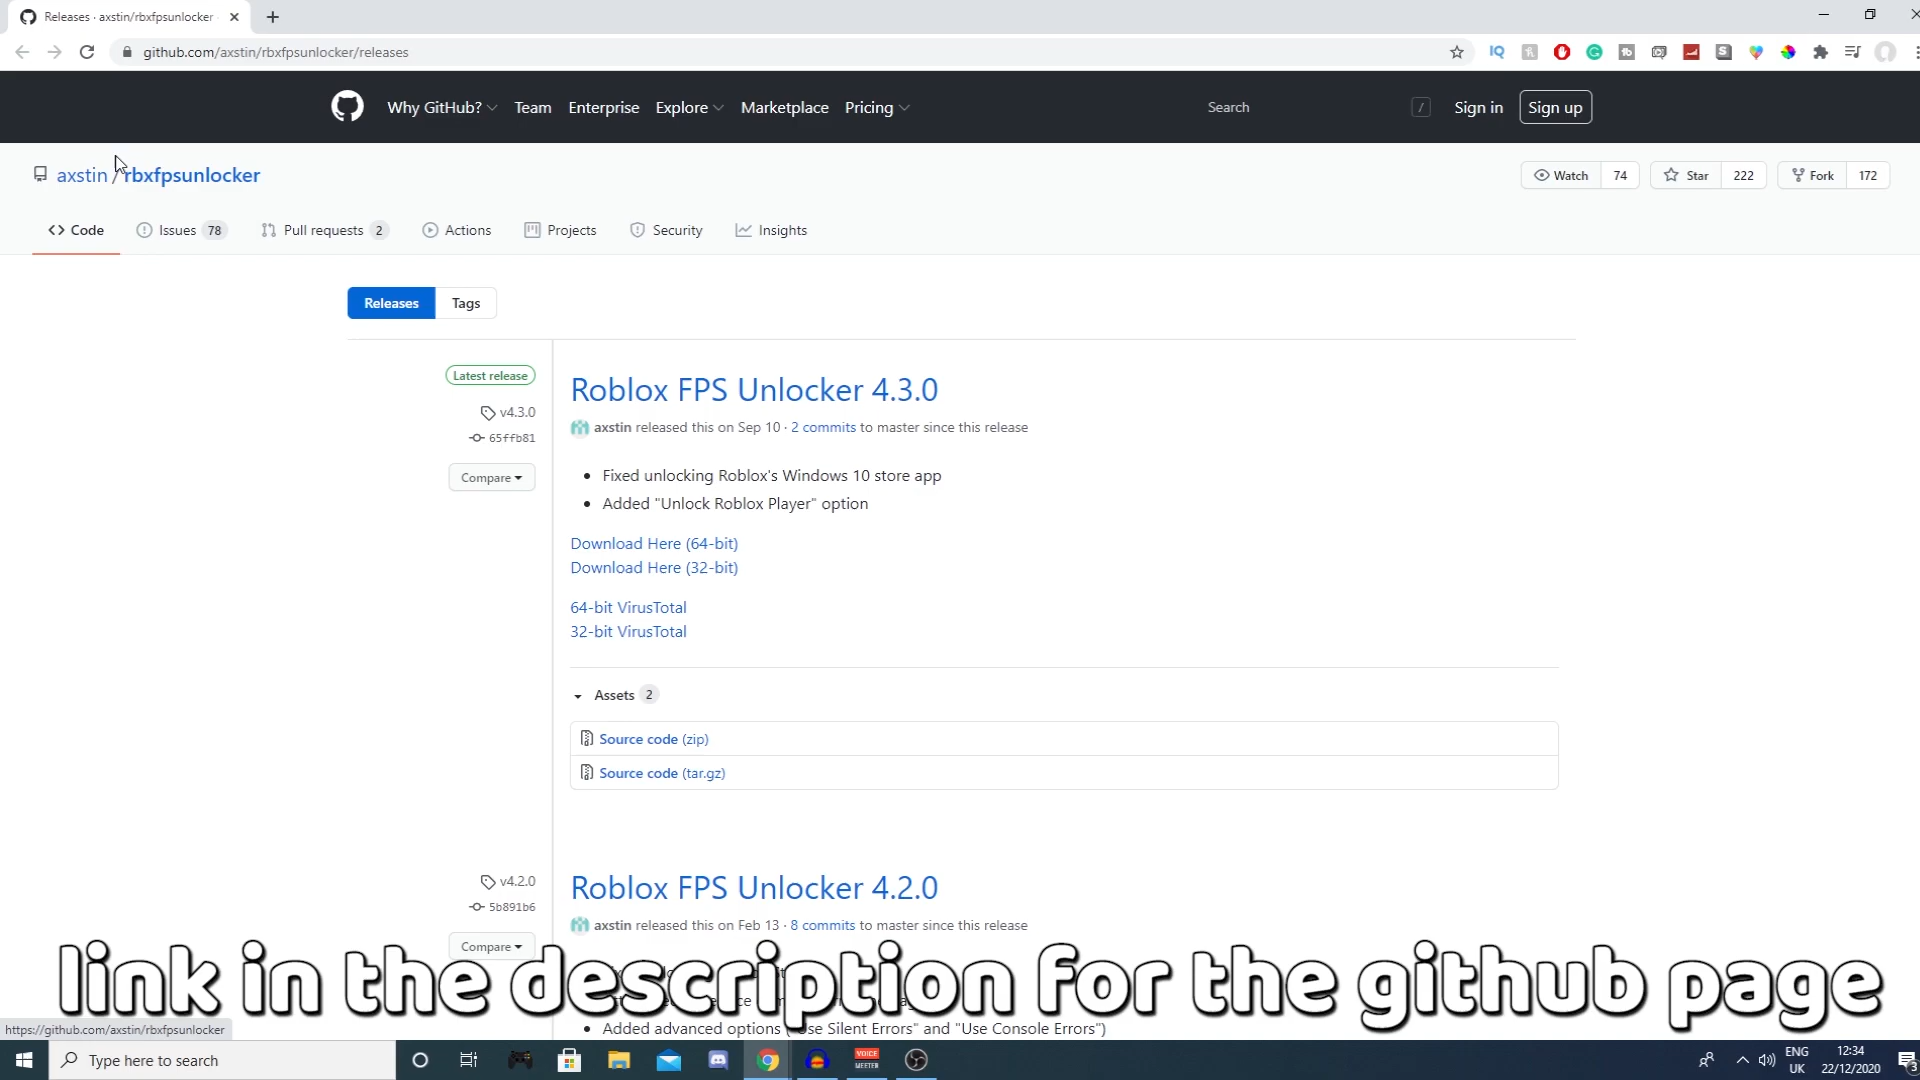 Releases · axstin/rbxfpsunlocker
github.com/axstin/rbxfpsunlocker/releases
Why GitHub? Team Enterprise Explore Marketplace Pricing Search / Sign in Sign up
axstin / rbxfpsunlocker
Watch 74 Star 222 Fork 172
Code Issues 78 Pull requests 2 Actions Projects Security Insights
Releases Tags
Latest release
v4.3.0
65ffb81
Compare
Roblox FPS Unlocker 4.3.0
axstin released this on Sep 10 · 2 commits to master since this release
• Fixed unlocking Roblox's Windows 10 store app
• Added "Unlock Roblox Player" option
Download Here (64-bit)
Download Here (32-bit)
64-bit VirusTotal
32-bit VirusTotal
Assets 2
Source code (zip)
Source code (tar.gz)
v4.2.0
5b891b6
Compare
Roblox FPS Unlocker 4.2.0
axstin released this on Feb 13 · 8 commits to master since this release
link in the description for the github page
• Added advanced options ("Use Silent Errors" and "Use Console Errors")
https://github.com/axstin/rbxfpsunlocker
Type here to search
VOICE
MEETER
ENG
UK
12:34
22/12/2020
3